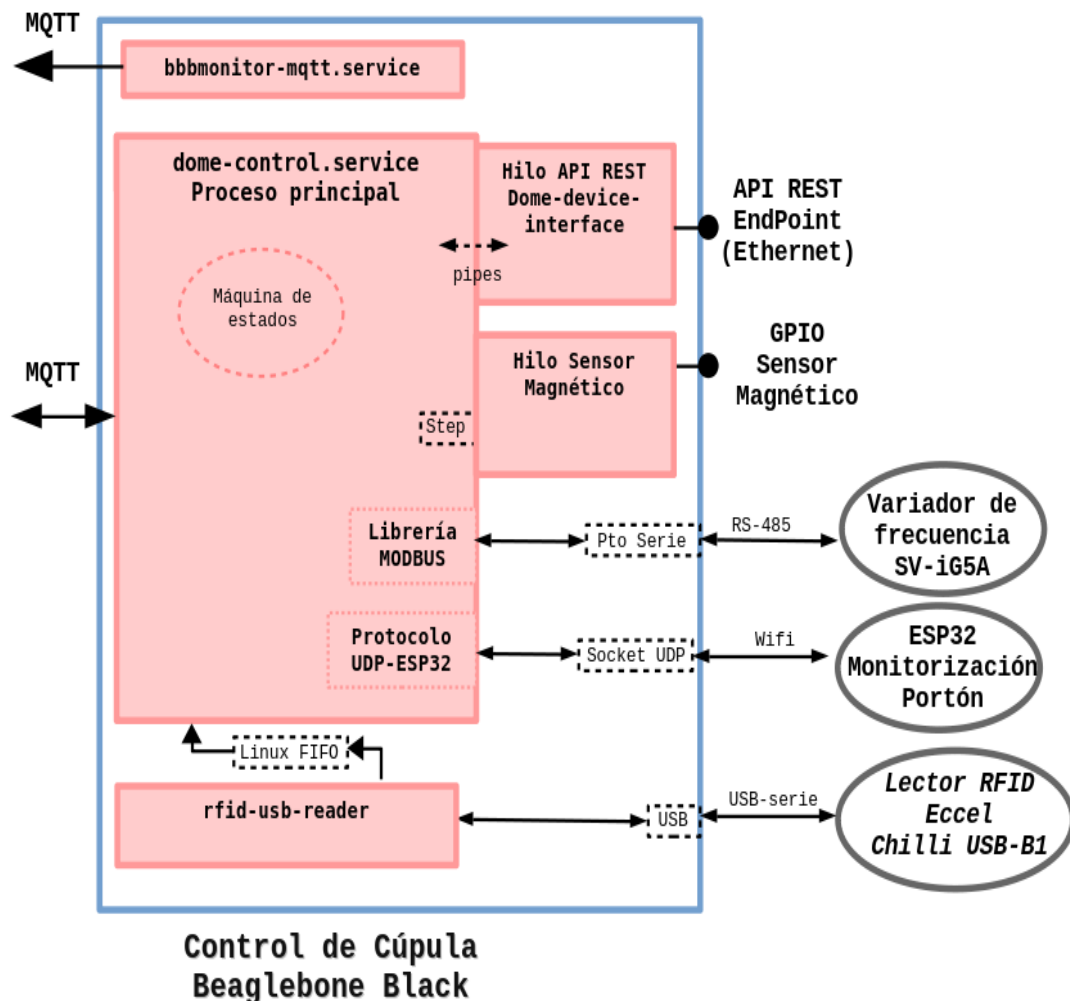 MQTT
bbbmonitor-mqtt.service
dome-control.service
Proceso principal
Máquina de
estados
Hilo API REST
Dome-device-
interface
pipes
API REST
EndPoint
(Ethernet)
Hilo Sensor
Magnético
GPIO
Sensor
Magnético
MQTT
Step
Librería
MODBUS
Pto Serie
RS-485
Variador de
frecuencia
SV-iG5A
Protocolo
UDP-ESP32
Socket UDP
Wifi
ESP32
Monitorización
Portón
Linux FIFO
rfid-usb-reader
USB
USB-serie
Lector RFID
Eccel
Chilli USB-B1
Control de Cúpula
Beaglebone Black